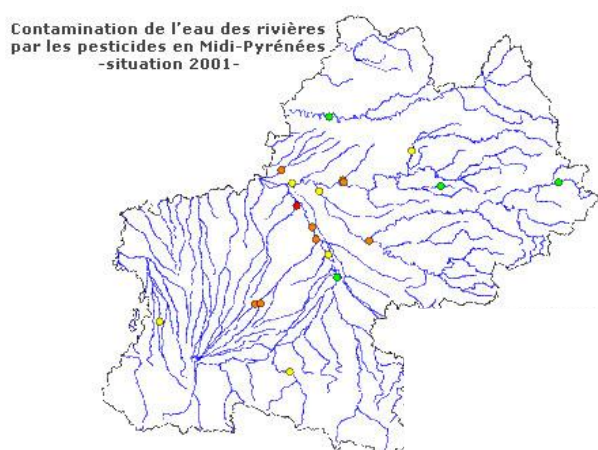 Contamination de l'eau des rivières
par les pesticides en Midi-Pyrénées
-situation 2001-